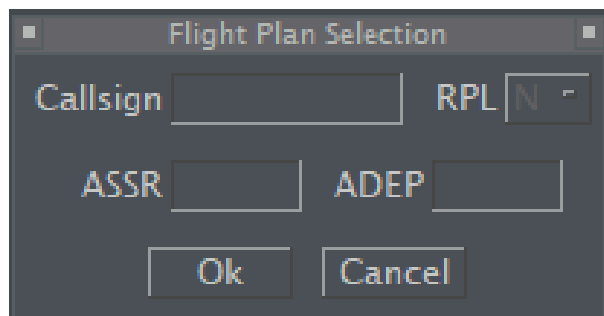 Flight Plan Selection
Callsign RPL N
ASSR ADEP
Ok Cancel